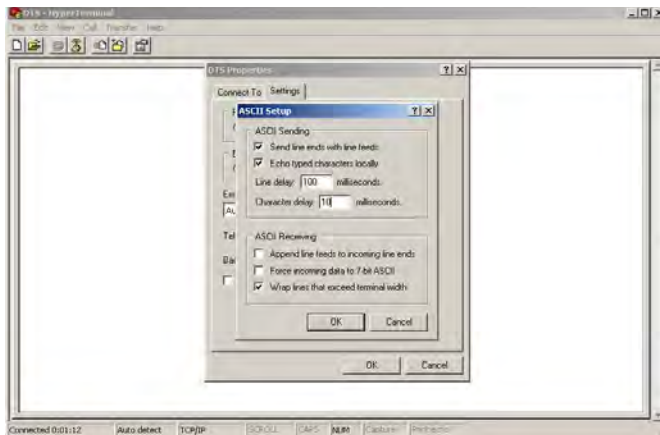 DTS - HyperTerminal
File Edit View Call Transfer Help
DTS Properties
Connect To Settings
ASCII Setup
ASCII Sending
Send line ends with line feeds
Echo typed characters locally
Line delay: 100 milliseconds.
Character delay: 10 milliseconds.
ASCII Receiving
Append line feeds to incoming line ends
Force incoming data to 7-bit ASCII
Wrap lines that exceed terminal width
OK Cancel
OK Cancel
Connected 0:01:12 Auto detect TCP/IP SCROLL CAPS NUM Capture Print echo